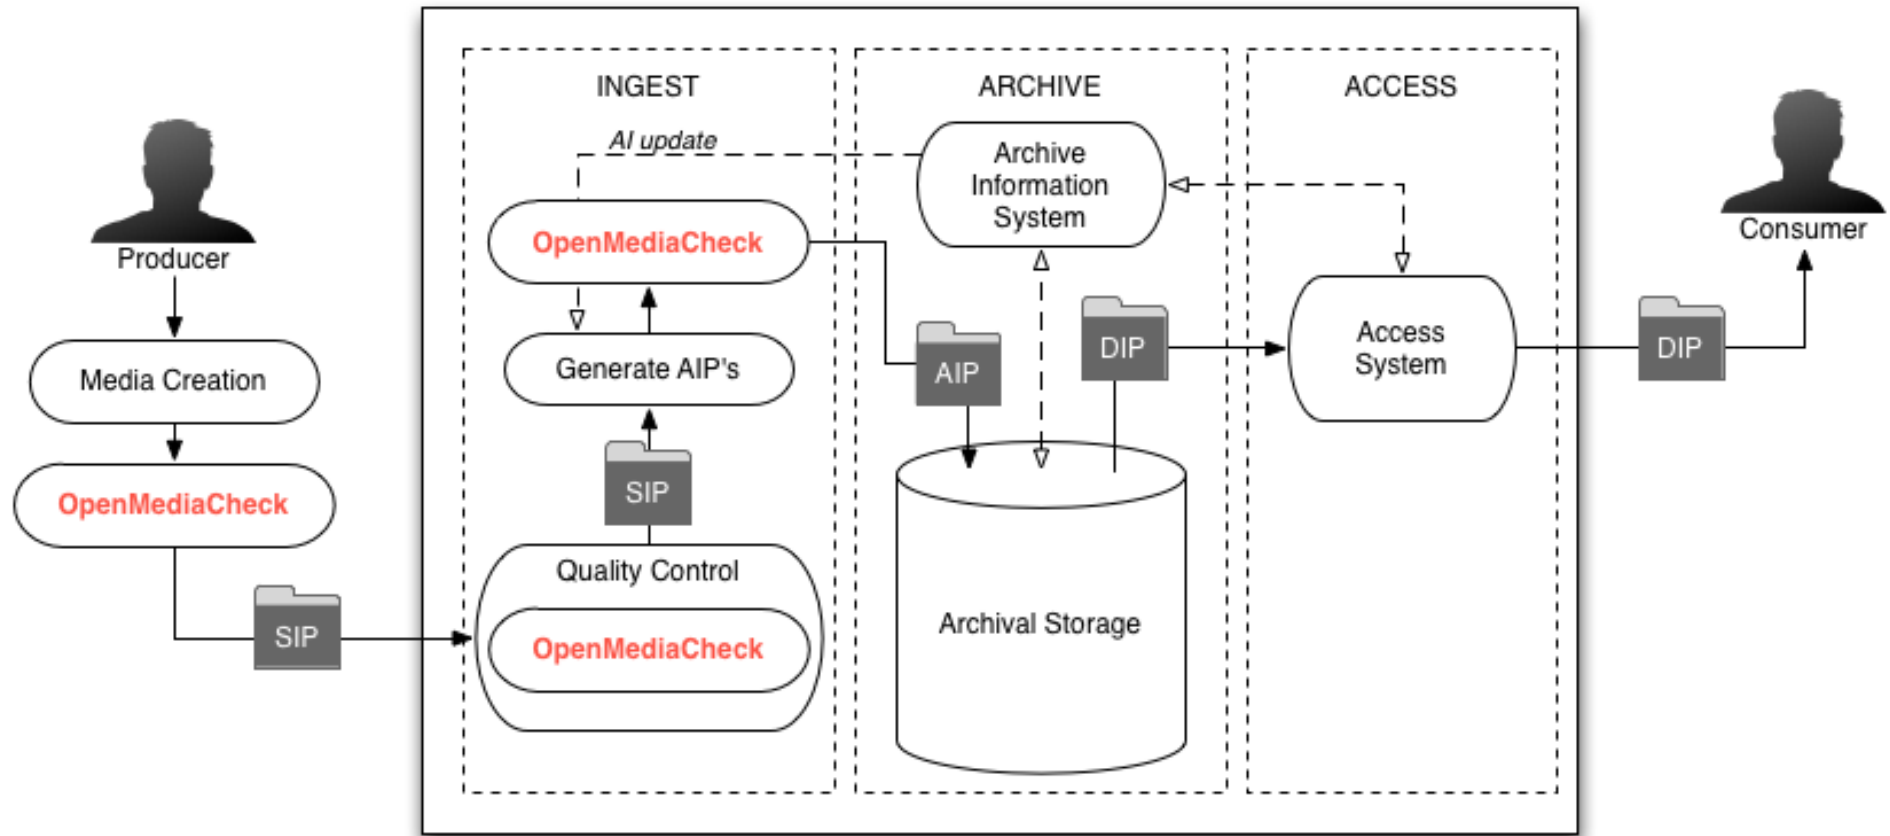 Producer
Media Creation
OpenMediaCheck
SIP
INGEST
AI update
OpenMediaCheck
Generate AIP's
SIP
Quality Control
OpenMediaCheck
ARCHIVE
Archive
Information
System
AIP
DIP
Archival Storage
ACCESS
Access
System
DIP
Consumer